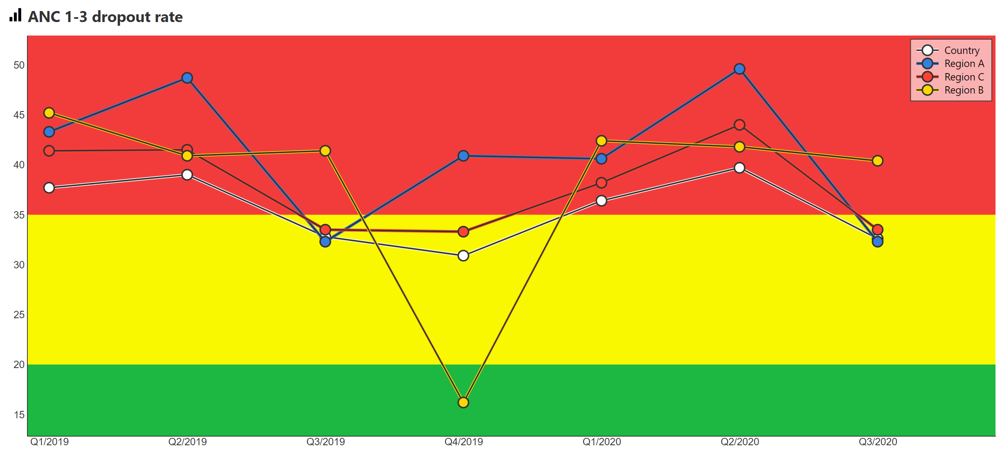 ANC 1-3 dropout rate
Country
Region A
Region C
Region B
50
45
40
35
30
25
20
15
Q1/2019
Q2/2019
Q3/2019
Q4/2019
Q1/2020
Q2/2020
Q3/2020